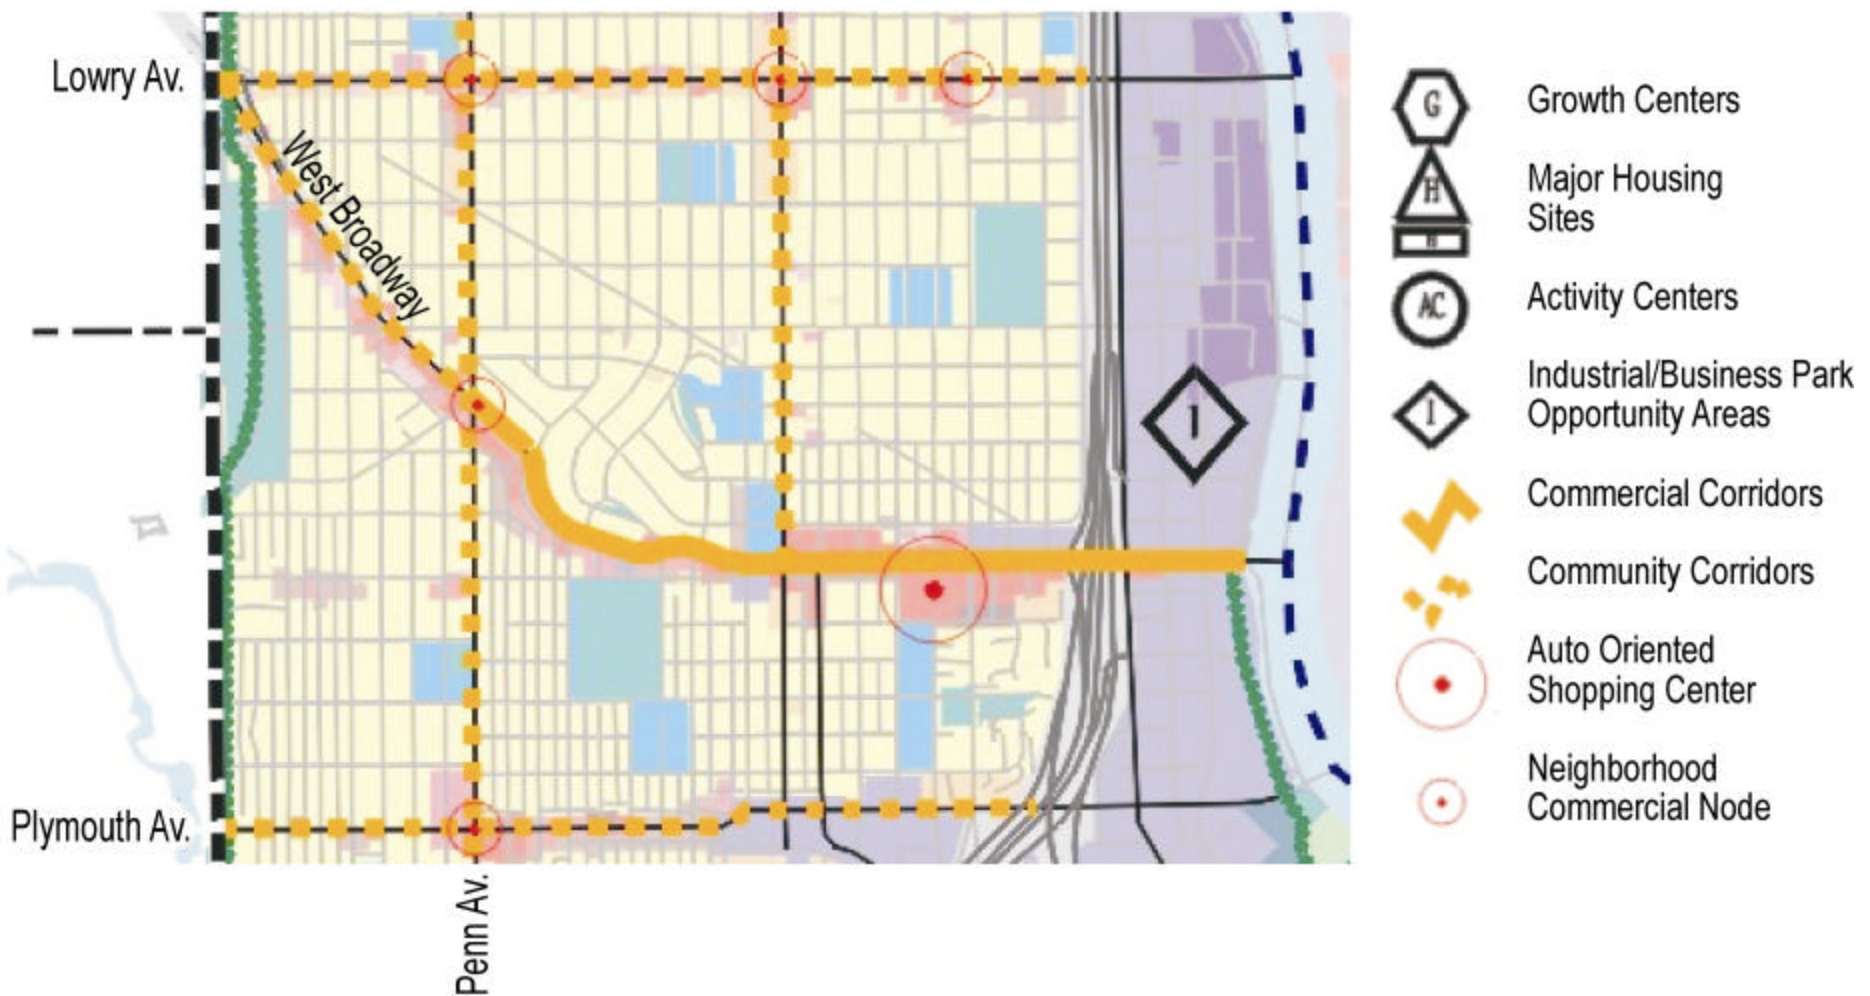 Lowry Av.
West Broadway
Plymouth Av.
Penn Av.
I
G
Growth Centers
H
H
Major Housing
Sites
AC
Activity Centers
I
Industrial/Business Park
Opportunity Areas
Commercial Corridors
Community Corridors
Auto Oriented
Shopping Center
Neighborhood
Commercial Node